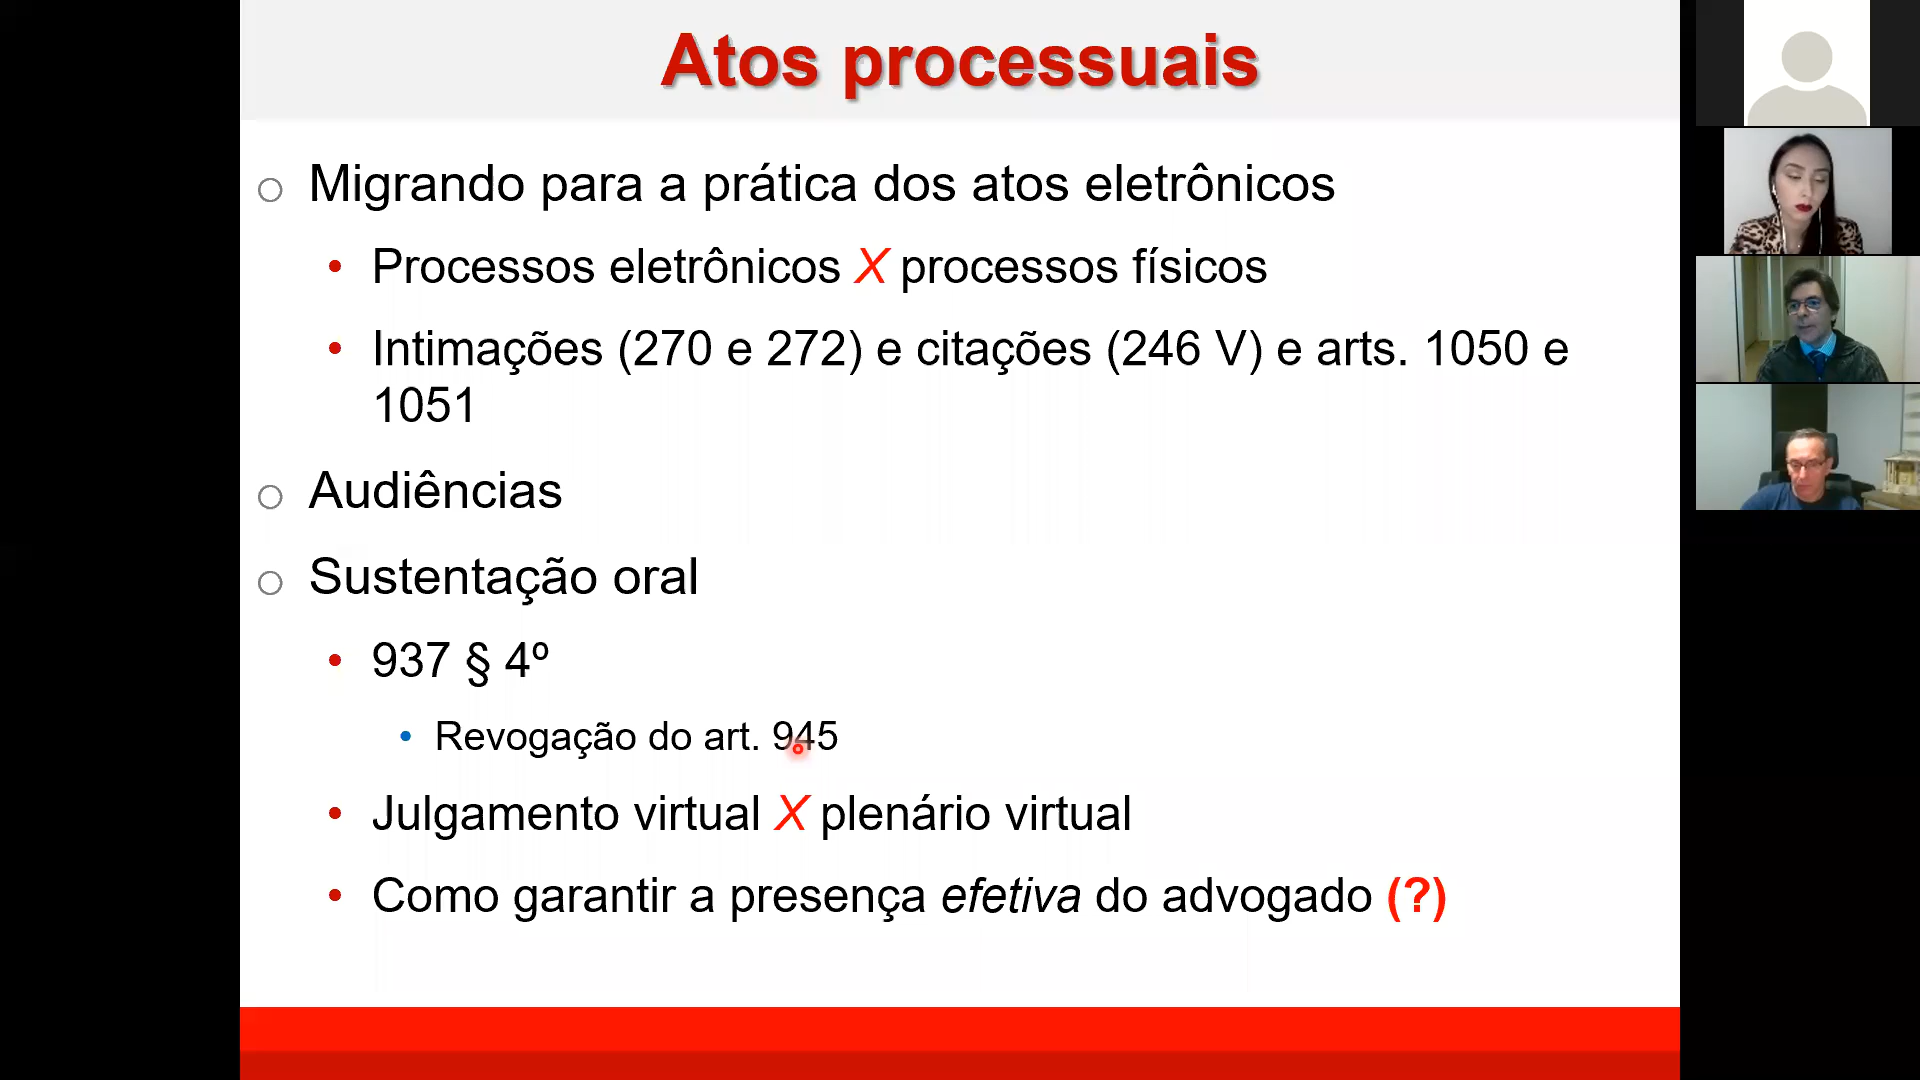 Atos processuais
Migrando para a prática dos atos eletrônicos
Processos eletrônicos X processos físicos
Intimações (270 e 272) e citações (246 V) e arts. 1050 e
1051
Audiências
Sustentação oral
937 § 4º
Revogação do art. 945
Julgamento virtual X plenário virtual
Como garantir a presença efetiva do advogado (?)